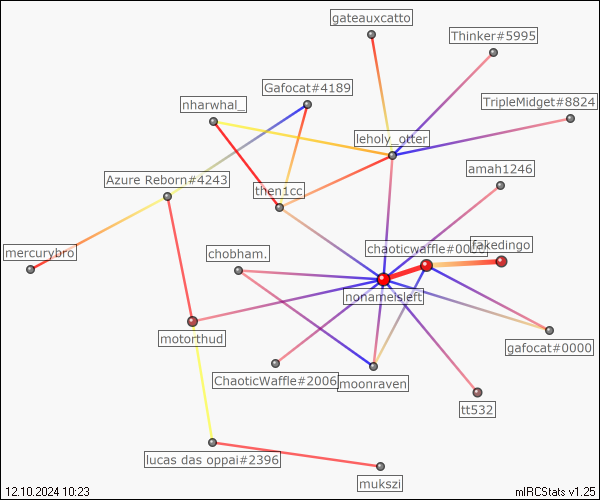 gateauxcatto
Thinker#5995
Gafocat#4189
nharwhal_
TripleMidget#8824
leholy_otter
amah1246
Azure Reborn#4243
then1cc
mercurybro
chobham.
chaoticwaffle#00
fakedingo
nonameisleft
motorthud
gafocat#0000
ChaoticWaffle#2006
moonraven
tt532
lucas das oppai#2396
mukszi
12.10.2024 10:23
mIRCStats v1.25